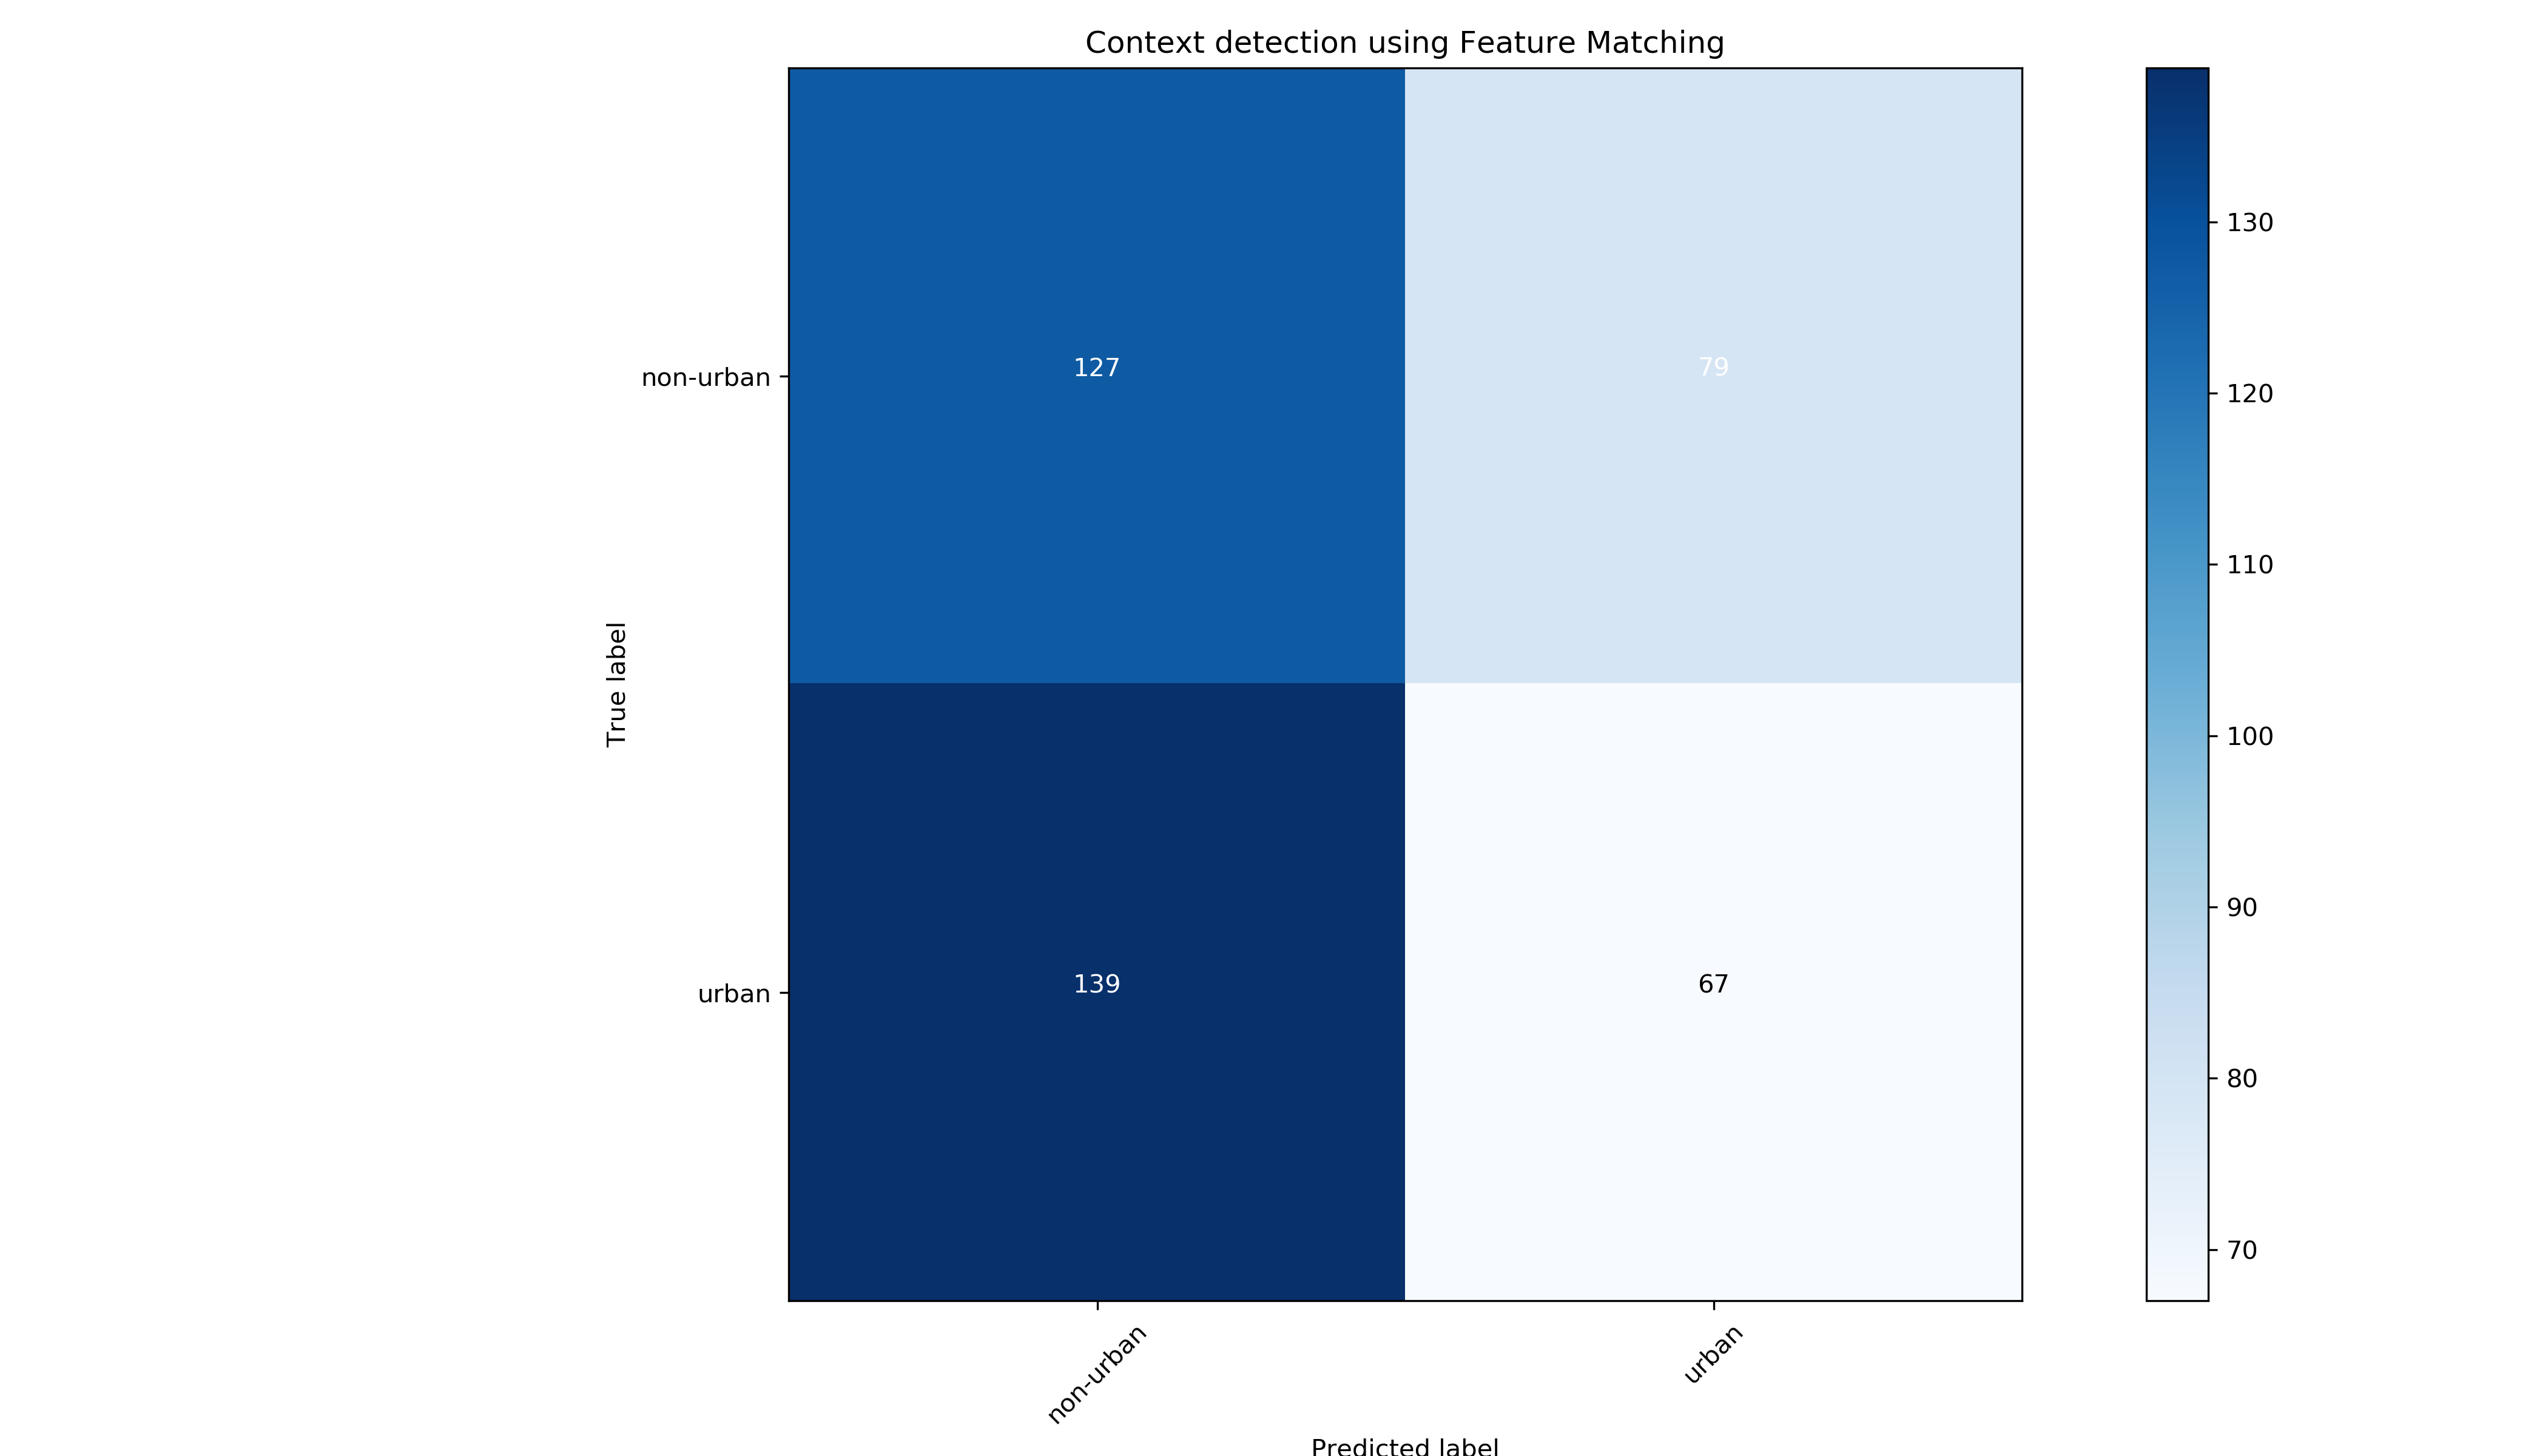 Context detection using Feature Matching
non-urban
127
79
urban
139
67
True label
non-urban
urban
Predicted label
130
120
110
100
90
80
70